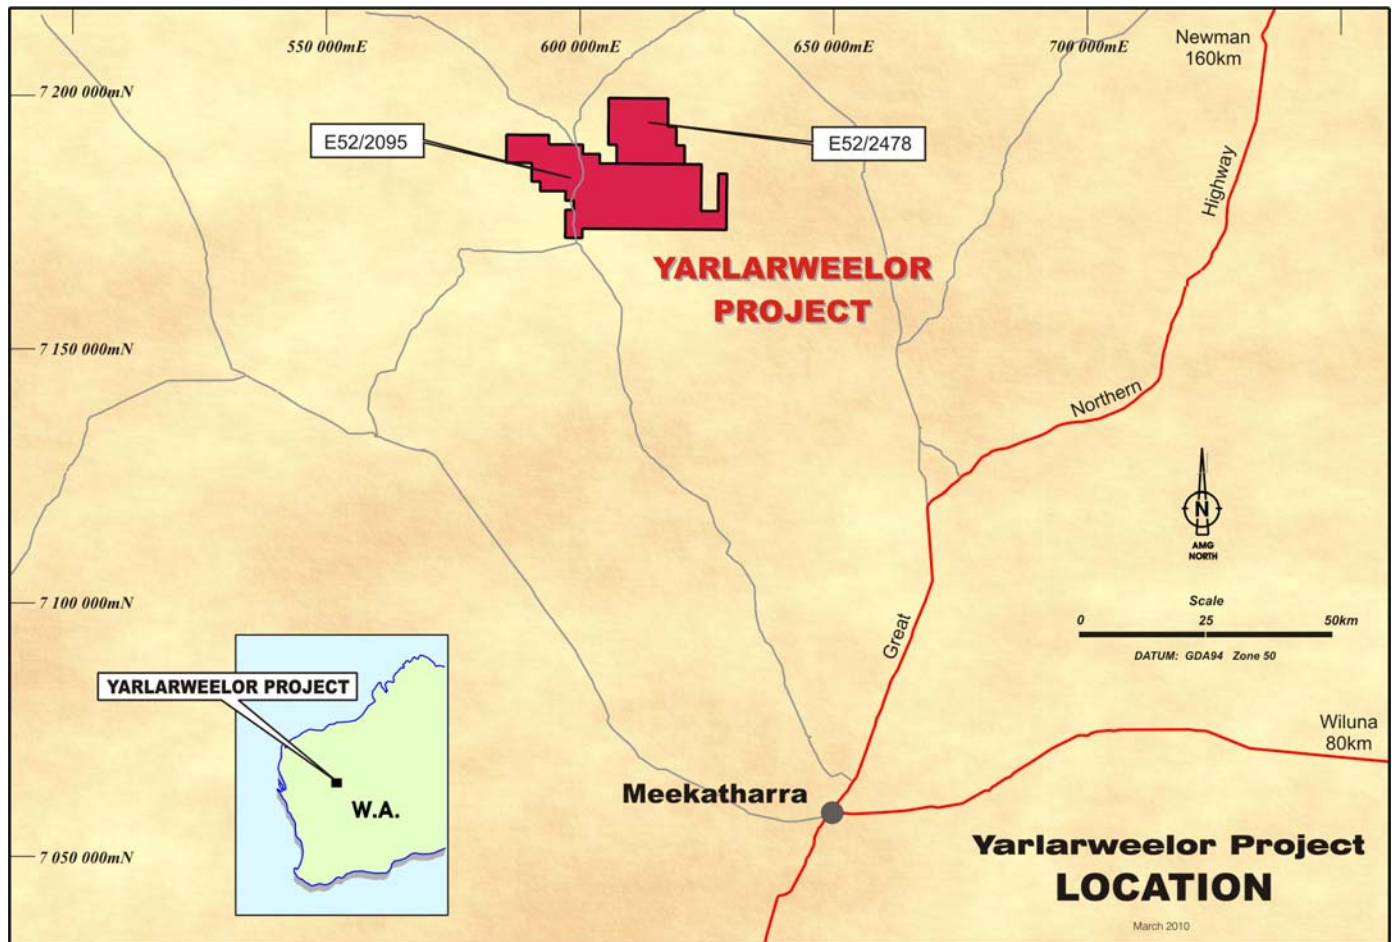 550 000mE
600 000mE
650 000mE
700 000mE
Newman
160km
7 200 000mN
E52/2095
E52/2478
Highway
YARLARWEELOR
PROJECT
7 150 000mN
Northern
N
AMG
NORTH
7 100 000mN
Scale
0 25 50km
DATUM: GDA94 Zone 50
Great
YARLARWEELOR PROJECT
W.A.
Wiluna
80km
Meekatharra
7 050 000mN
Yarlarweelor Project
LOCATION
March 2010